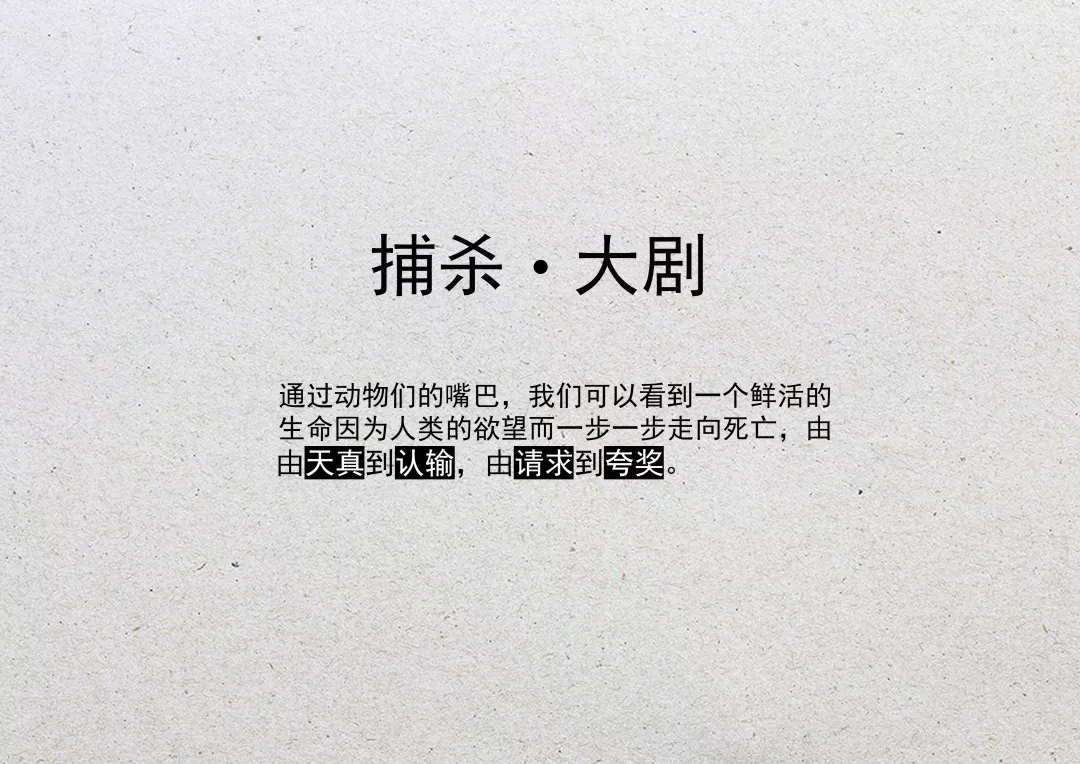 捕杀·大剧
通过动物们的嘴巴，我们可以看到一个鲜活的
生命因为人类的欲望而一步一步走向死亡，由
由天真到认输，由请求到夸奖。